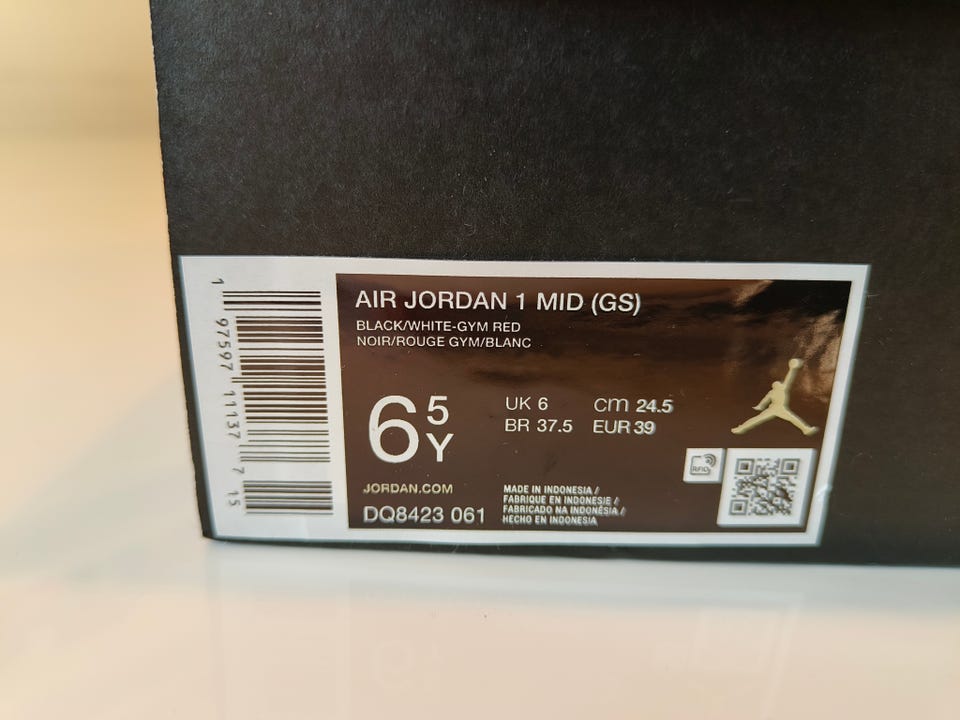 1 97597 11137 7 15
AIR JORDAN 1 MID (GS)
BLACK/WHITE-GYM RED
NOIR/ROUGE GYM/BLANC
6 5Y
UK 6 cm 24.5
BR 37.5 EUR 39
RFID
JORDAN.COM
DQ8423 061
MADE IN INDONESIA /
FABRIQUE EN INDONESIE /
FABRICADO NA INDONÉSIA /
HECHO EN INDONESIA